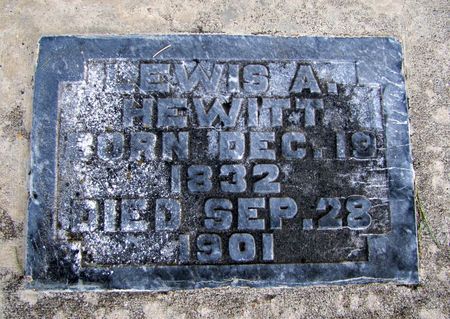 LEWIS A.
HEWITT
BORN DEC. 19
1832
DIED SEP. 28
1901